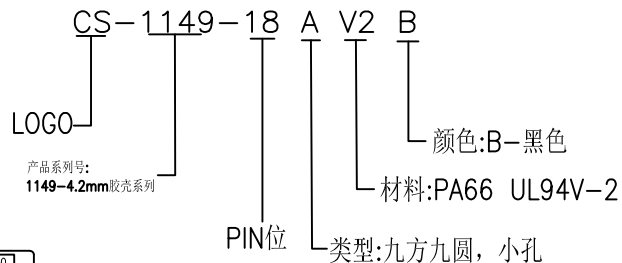 CS-1149-18 A V2 B
LOGO
颜色:B-黑色
产品系列号:
1149-4.2mm胶壳系列
材料:PA66 UL94V-2
PIN位
类型:九方九圆，小孔